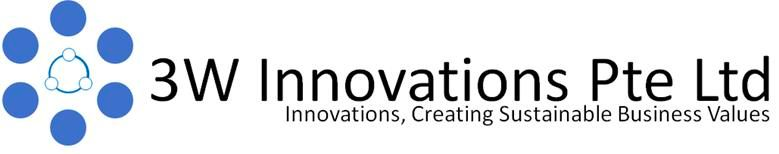 3W Innovations Pte Ltd
Innovations, Creating Sustainable Business Values